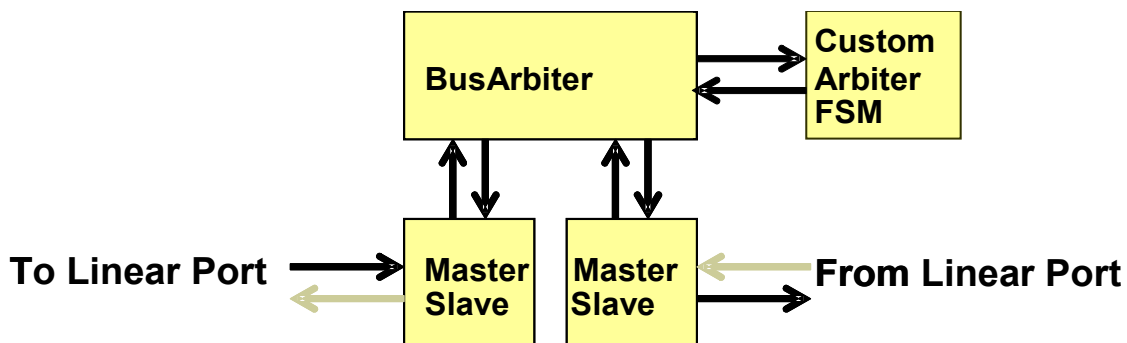 BusArbiter
Custom
Arbiter
FSM
To Linear Port
Master
Slave
Master
Slave
From Linear Port